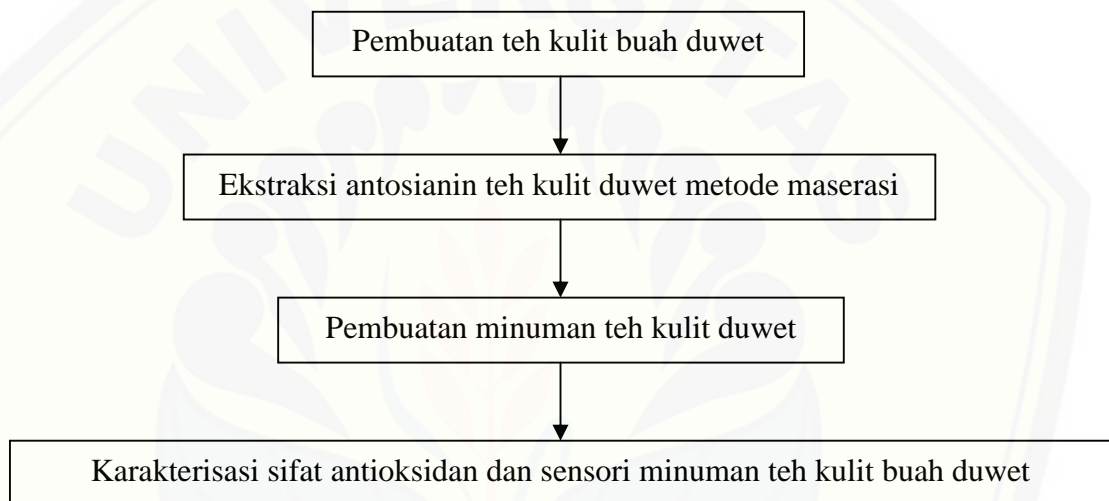 UNIVERSITAS
Pembuatan teh kulit buah duwet
Ekstraksi antosianin teh kulit duwet metode maserasi
Pembuatan minuman teh kulit duwet
Karakterisasi sifat antioksidan dan sensori minuman teh kulit buah duwet